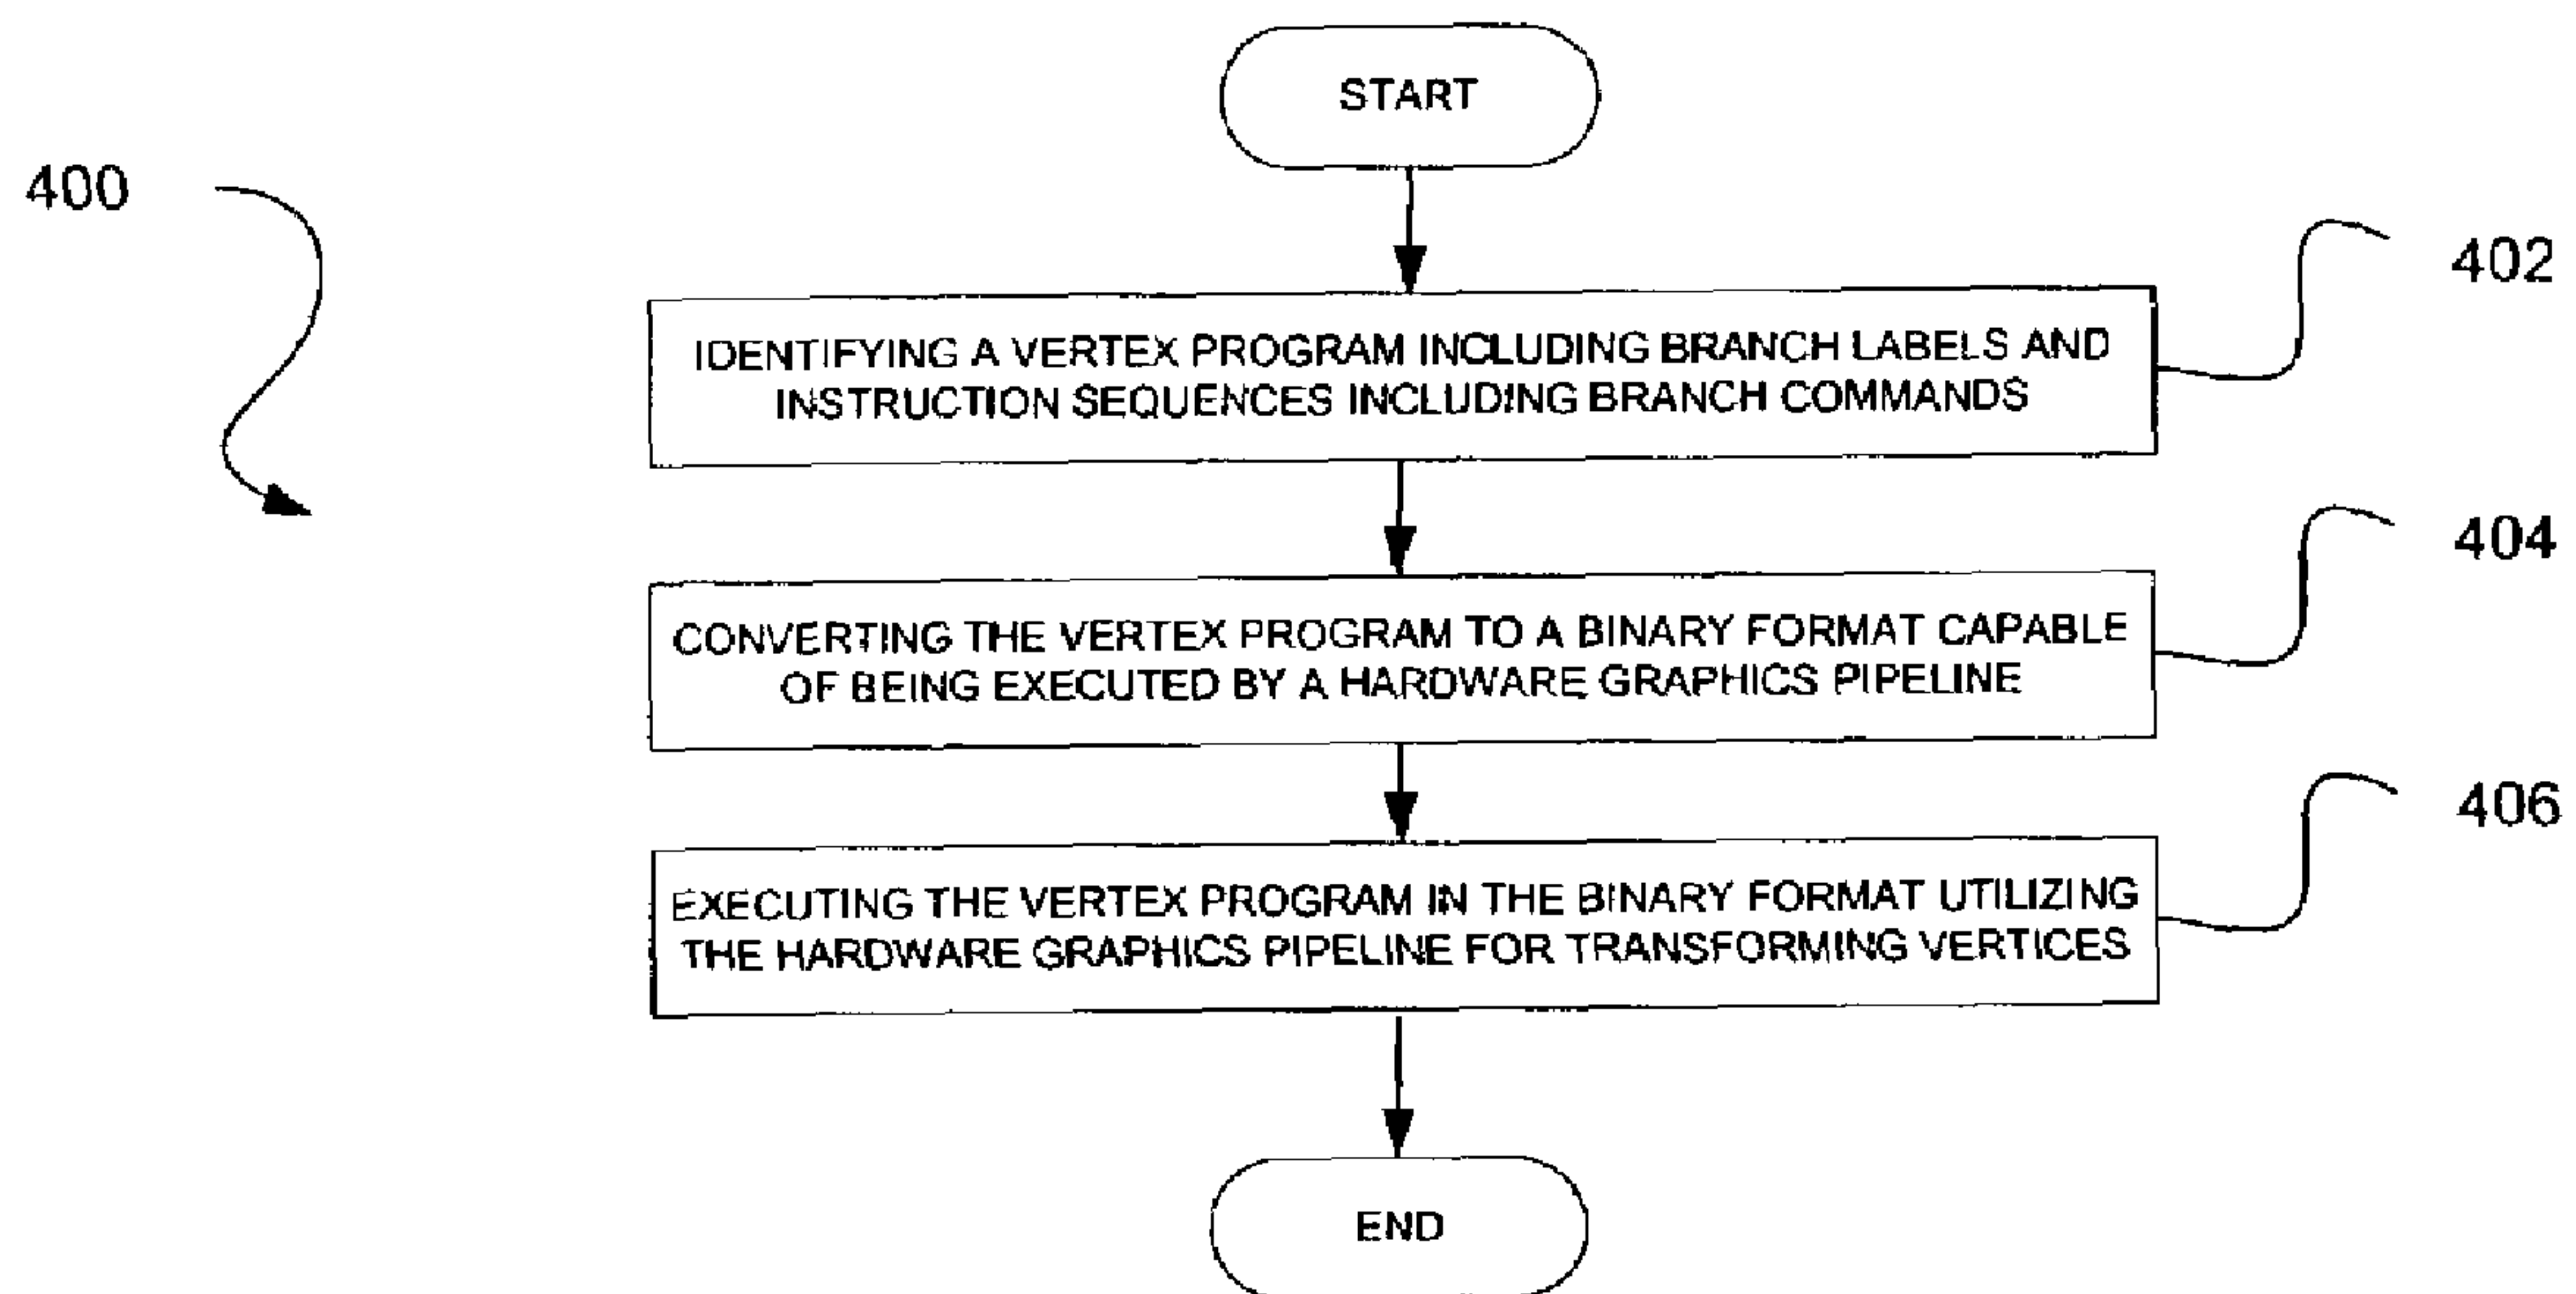 START
400
402
IDENTIFYING A VERTEX PROGRAM INCLUDING BRANCH LABELS AND
INSTRUCTION SEQUENCES INCLUDING BRANCH COMMANDS
404
CONVERTING THE VERTEX PROGRAM TO A BINARY FORMAT CAPABLE
OF BEING EXECUTED BY A HARDWARE GRAPHICS PIPELINE
406
EXECUTING THE VERTEX PROGRAM IN THE BINARY FORMAT UTILIZING
THE HARDWARE GRAPHICS PIPELINE FOR TRANSFORMING VERTICES
END